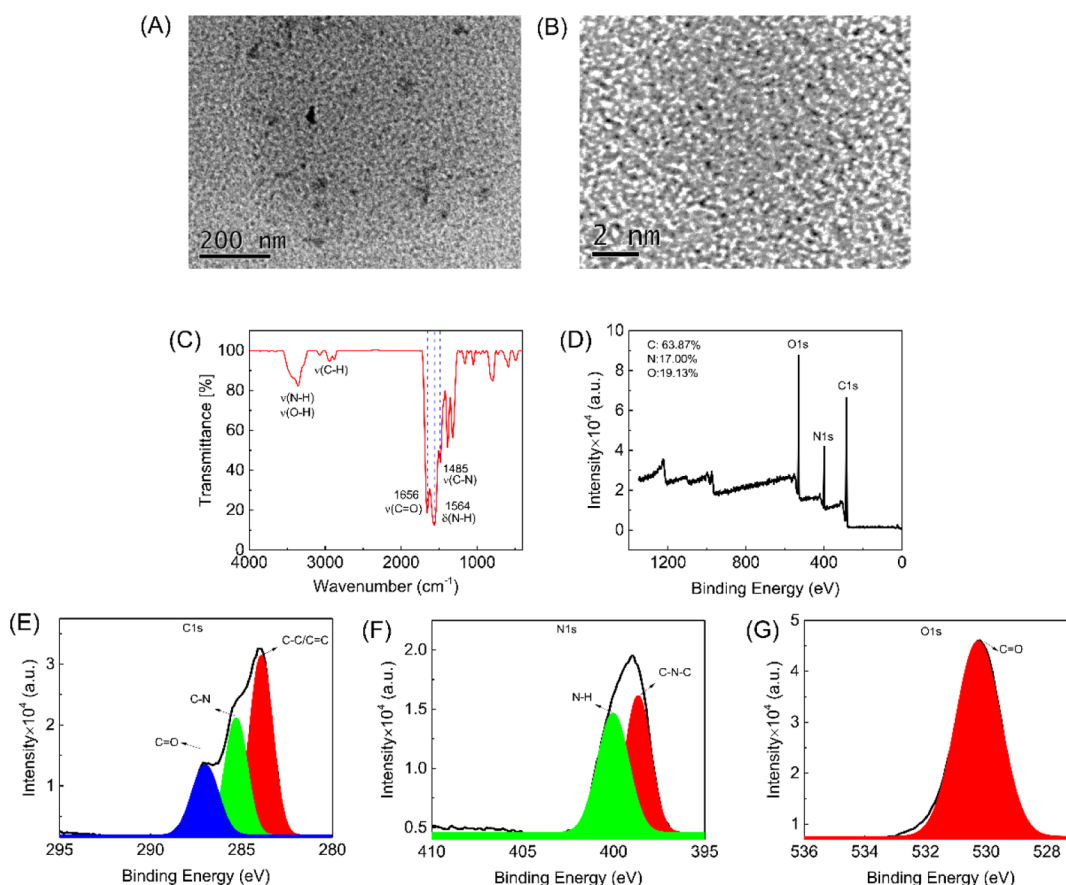 (A)
200 nm
(B)
2 nm
(C)
Transmittance [%]
100
80
60
40
20
0
ν(N-H)
ν(O-H)
ν(C-H)
1656
ν(C=O)
1485
ν(C-N)
1564
δ(N-H)
4000 3000 2000 1000
Wavenumber (cm⁻¹)
(D)
Intensity×10⁴ (a.u.)
10
8
6
4
2
0
C: 63.87%
N:17.00%
O:19.13%
O1s
N1s
C1s
1200 800 400 0
Binding Energy (eV)
(E)
C1s
Intensity×10⁴ (a.u.)
3
2
1
C-C/C=C
C-N
C=O
295 290 285 280
Binding Energy (eV)
(F)
N1s
Intensity×10⁴ (a.u.)
2.0
1.5
1.0
0.5
N-H
C-N-C
410 405 400 395
Binding Energy (eV)
(G)
O1s
Intensity×10⁴ (a.u.)
5
4
3
2
1
C=O
536 534 532 530 528
Binding Energy (eV)